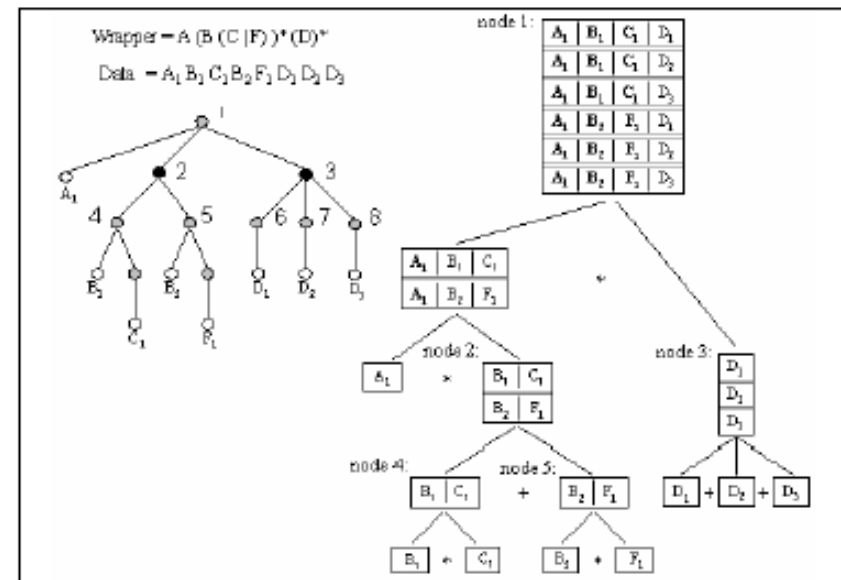 Wrapper = A (B (C | F) )* (D)*
Data = A₁ B₁ C₁ B₂ F₁ D₁ D₂ D₃
1
2
3
A₁
4
5
6
7
8
B₁
B₂
D₁
D₂
D₃
C₁
F₁
node 1:
A₁ B₁ C₁ D₁
A₁ B₁ C₁ D₂
A₁ B₁ C₁ D₃
A₁ B₂ F₁ D₁
A₁ B₂ F₁ D₂
A₁ B₂ F₁ D₃
A₁ B₁ C₁
A₁ B₂ F₁
*
node 2:
A₁ * B₁ C₁
B₂ F₁
node 3:
D₁
D₂
D₃
node 4:
node 5:
B₁ C₁ + B₂ F₁
D₁ + D₂ + D₃
B₁ * C₁
B₂ * F₁